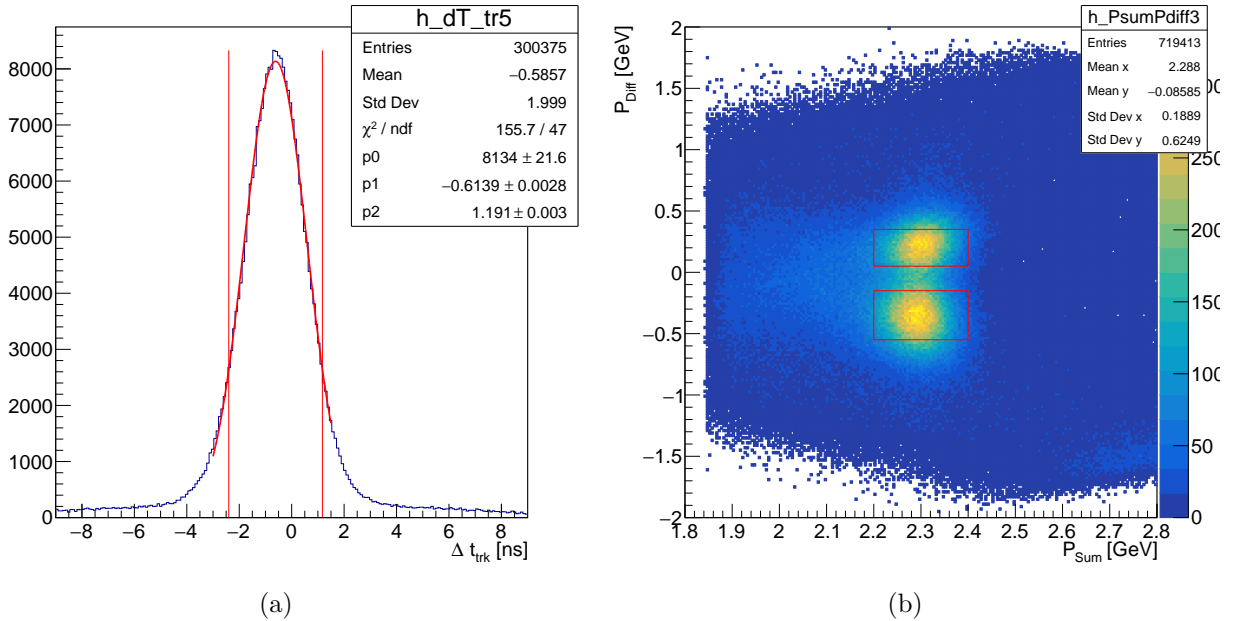 h_dT_tr5
Entries 300375
Mean −0.5857
Std Dev 1.999
χ² / ndf 155.7 / 47
p0 8134 ± 21.6
p1 −0.6139 ± 0.0028
p2 1.191 ± 0.003
8000
7000
6000
5000
4000
3000
2000
1000
0
−8 −6 −4 −2 0 2 4 6 8
Δ t_trk [ns]
(a)
h_PsumPdiff3
Entries 719413
Mean x 2.288
Mean y −0.08585
Std Dev x 0.1889
Std Dev y 0.6249
P_Diff [GeV]
2
1.5
1
0.5
0
−0.5
−1
−1.5
−2
1.8 1.9 2 2.1 2.2 2.3 2.4 2.5 2.6 2.7 2.8
P_Sum [GeV]
250
200
150
100
50
0
(b)